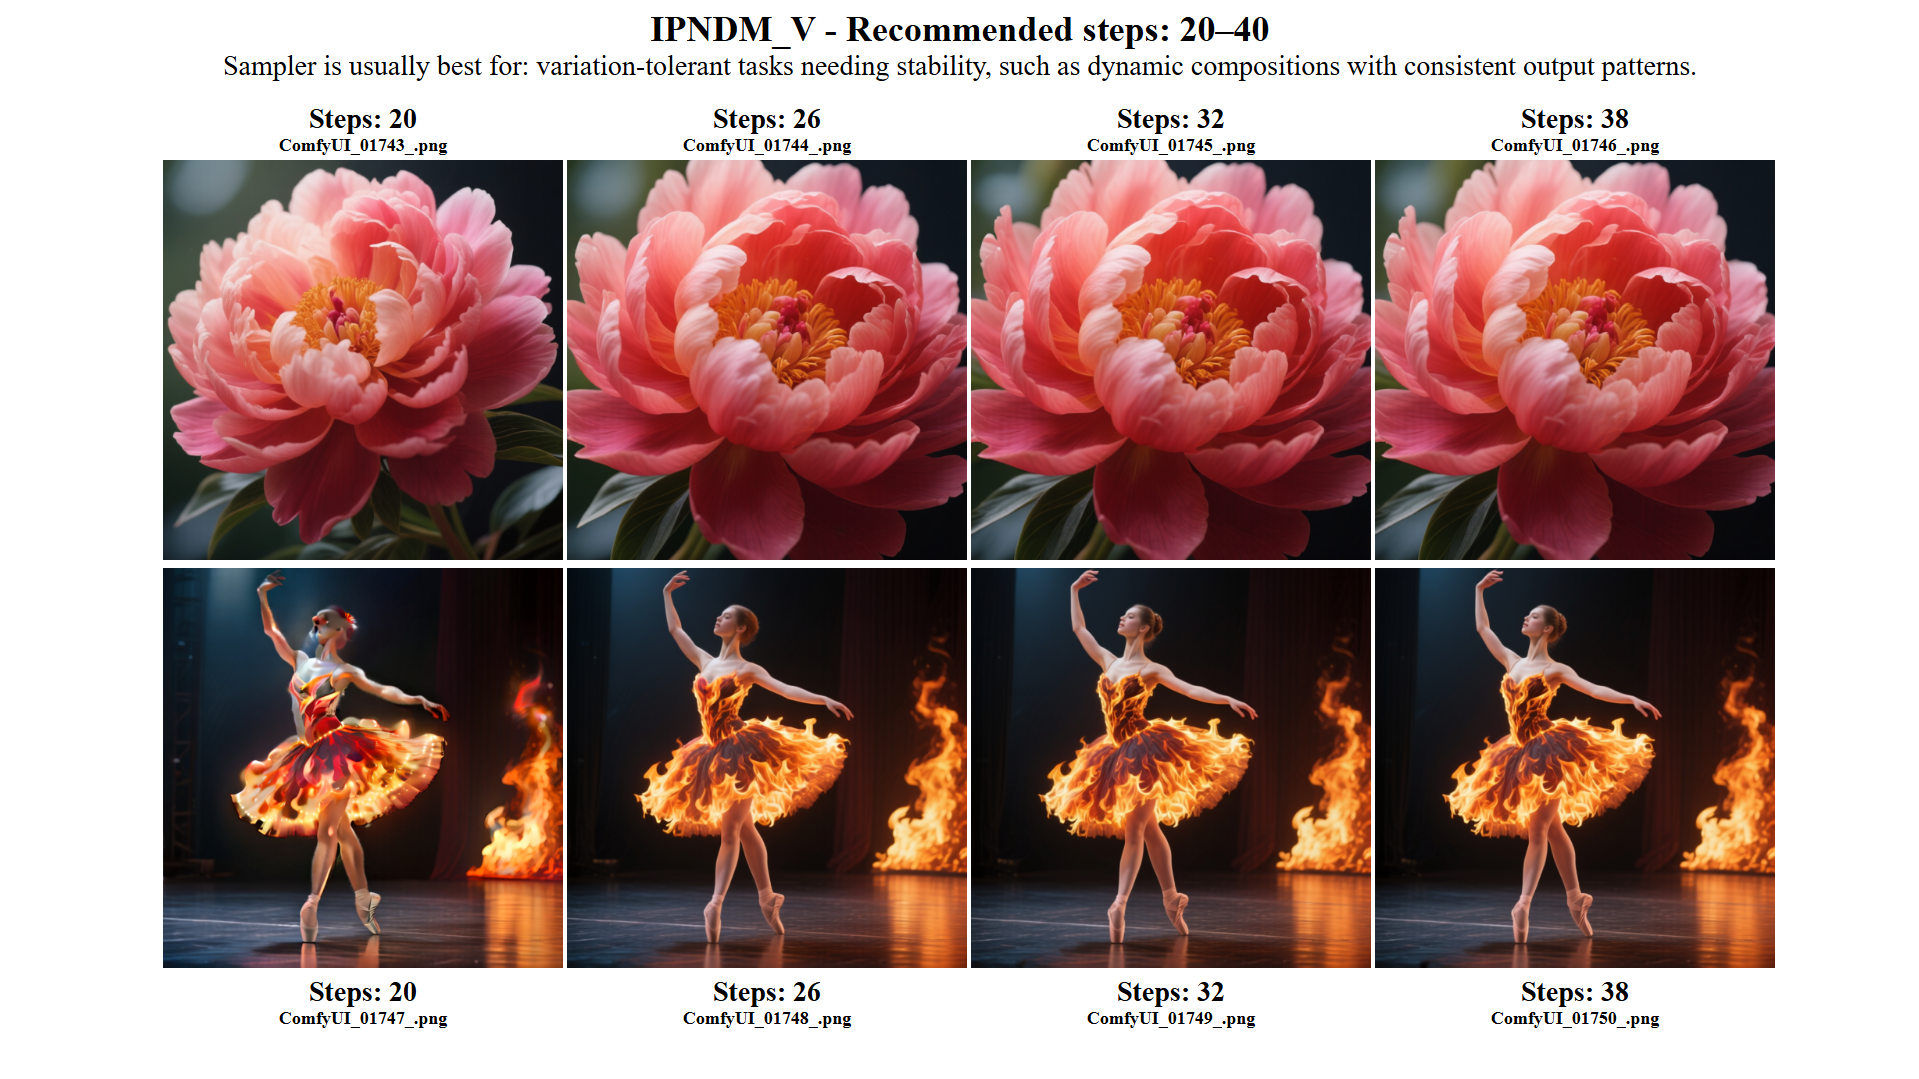 IPNDM_V - Recommended steps: 20–40
Sampler is usually best for: variation-tolerant tasks needing stability, such as dynamic compositions with consistent output patterns.
Steps: 20
ComfyUI_01743_.png
Steps: 26
ComfyUI_01744_.png
Steps: 32
ComfyUI_01745_.png
Steps: 38
ComfyUI_01746_.png
Steps: 20
ComfyUI_01747_.png
Steps: 26
ComfyUI_01748_.png
Steps: 32
ComfyUI_01749_.png
Steps: 38
ComfyUI_01750_.png